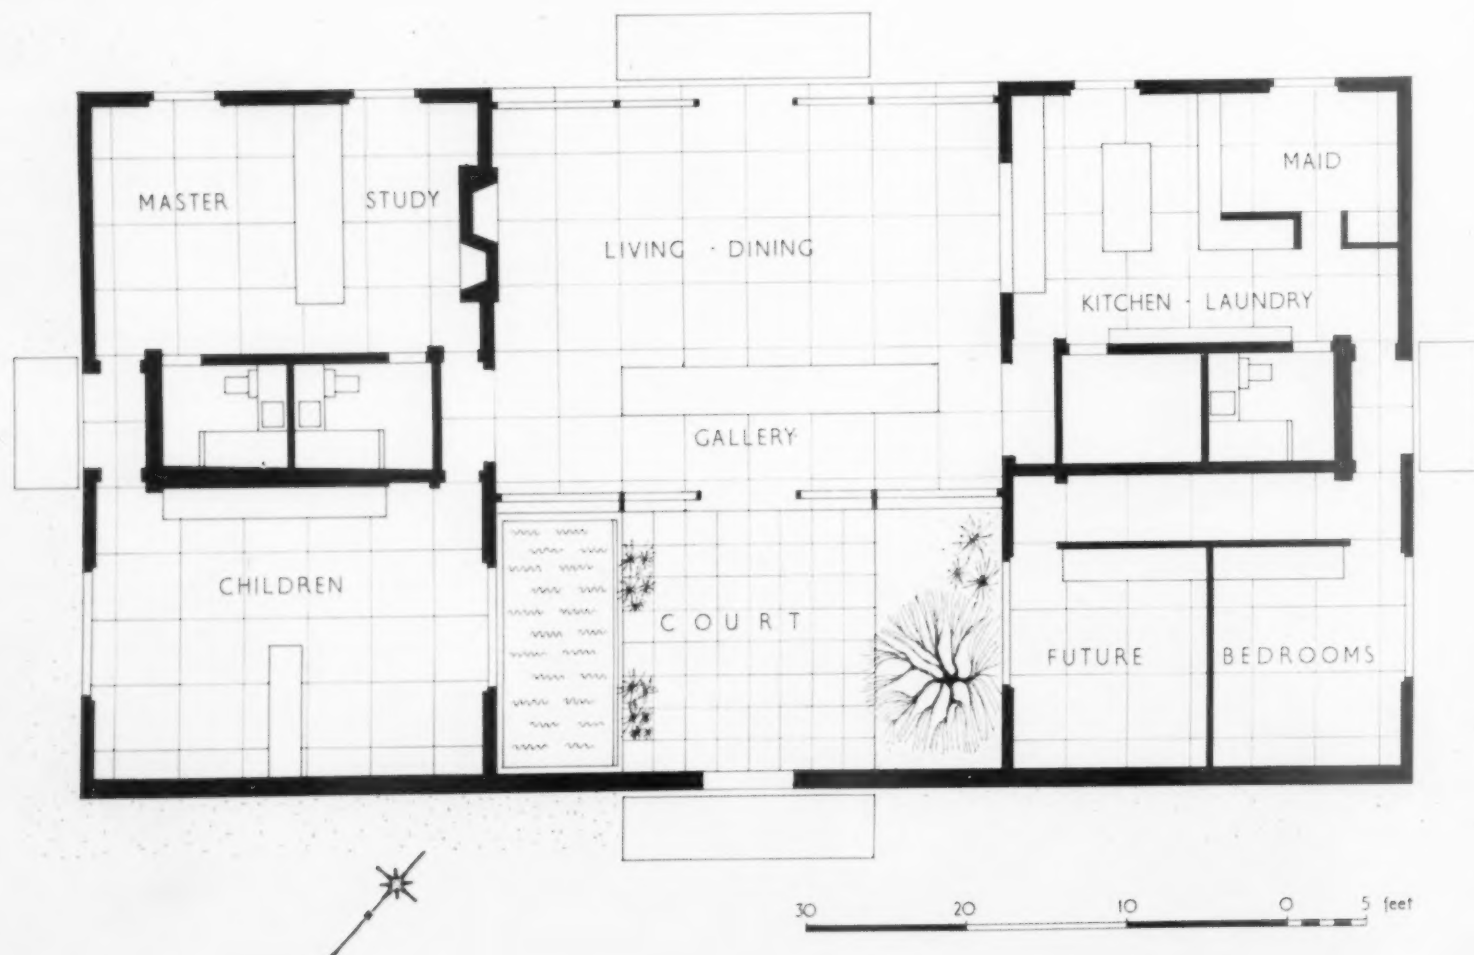 MASTER
STUDY
LIVING · DINING
MAID
KITCHEN · LAUNDRY
GALLERY
CHILDREN
COURT
FUTURE BEDROOMS
30 20 10 0 5 feet